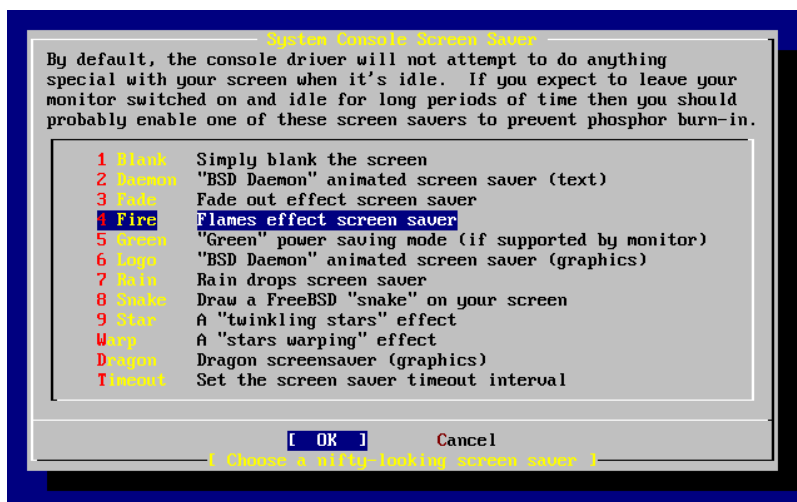 System Console Screen Saver
By default, the console driver will not attempt to do anything
special with your screen when it's idle.  If you expect to leave your
monitor switched on and idle for long periods of time then you should
probably enable one of these screen savers to prevent phosphor burn-in.
1 Blank    Simply blank the screen
2 Daemon   "BSD Daemon" animated screen saver (text)
3 Fade     Fade out effect screen saver
4 Fire     Flames effect screen saver
5 Green    "Green" power saving mode (if supported by monitor)
6 Logo     "BSD Daemon" animated screen saver (graphics)
7 Rain     Rain drops screen saver
8 Snake    Draw a FreeBSD "snake" on your screen
9 Star     A "twinkling stars" effect
Warp       A "stars warping" effect
Dragon     Dragon screensaver (graphics)
Timeout    Set the screen saver timeout interval
[  OK  ]       Cancel
[ Choose a nifty-looking screen saver ]